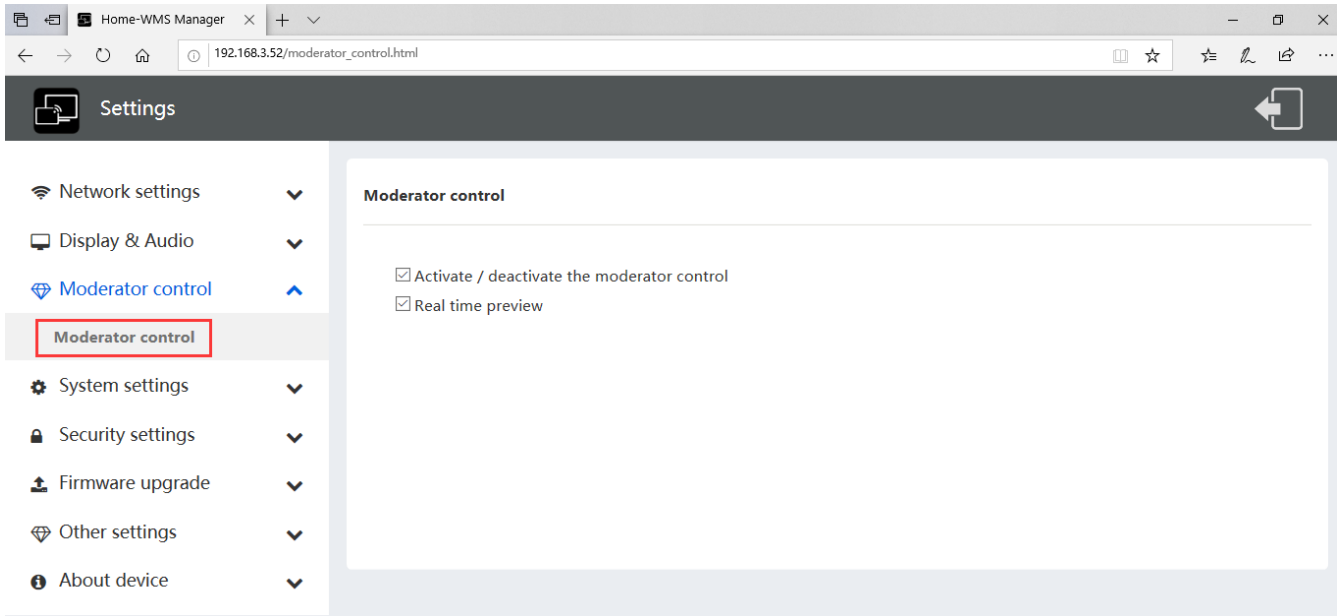 Home-WMS Manager
192.168.3.52/moderator_control.html
Settings
Network settings
Display & Audio
Moderator control
Moderator control
System settings
Security settings
Firmware upgrade
Other settings
About device
Moderator control
Activate / deactivate the moderator control
Real time preview